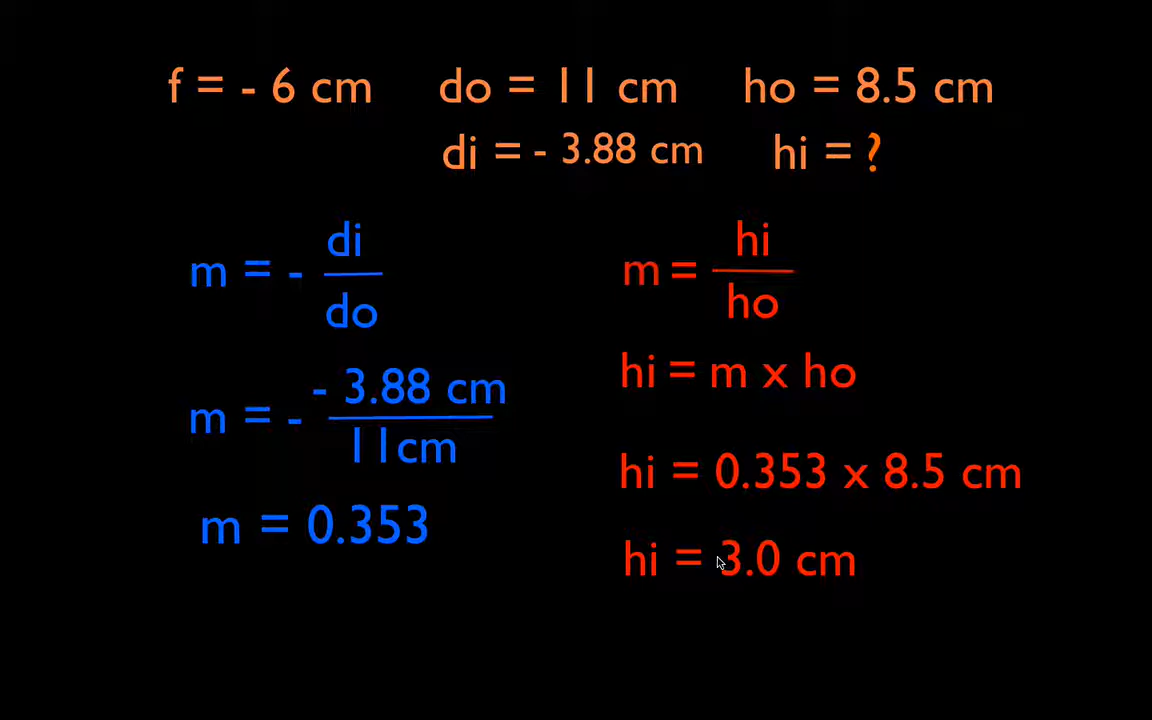 f = - 6 cm do = 11 cm ho = 8.5 cm
di = - 3.88 cm hi = ?
m = - di
do
m = - - 3.88 cm
11cm
m = 0.353
m = hi
ho
hi = m x ho
hi = 0.353 x 8.5 cm
hi = 3.0 cm